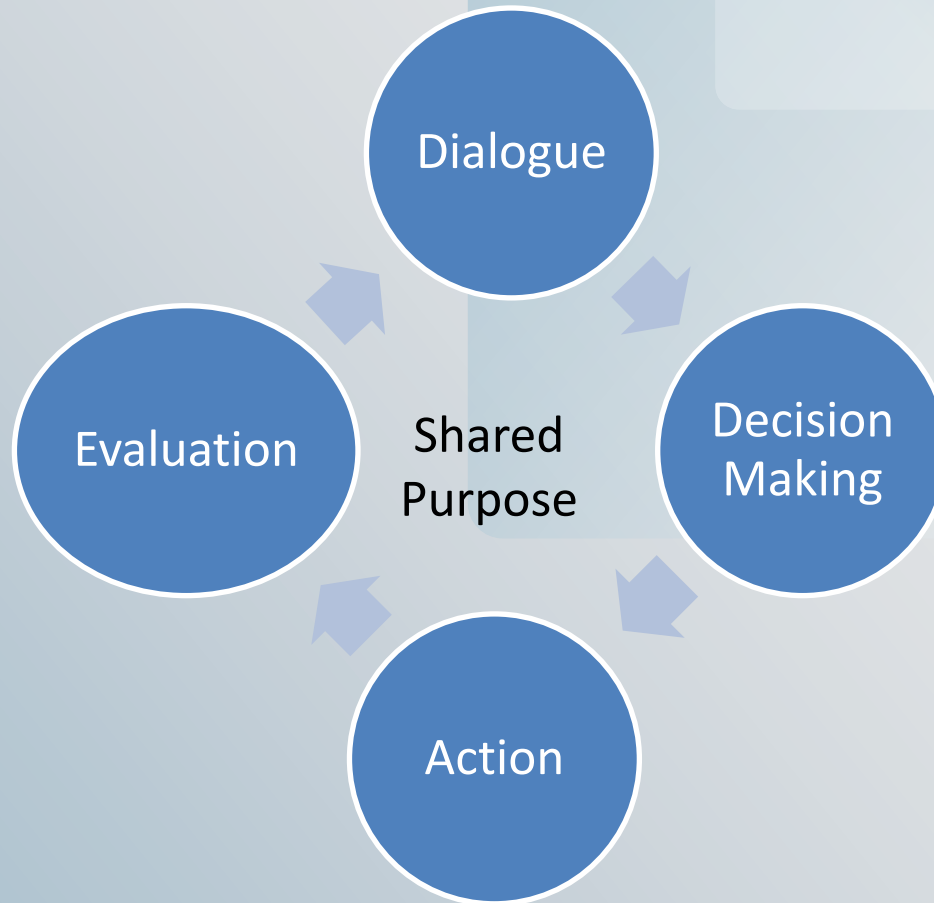 Dialogue
Decision
Making
Evaluation
Shared
Purpose
Action